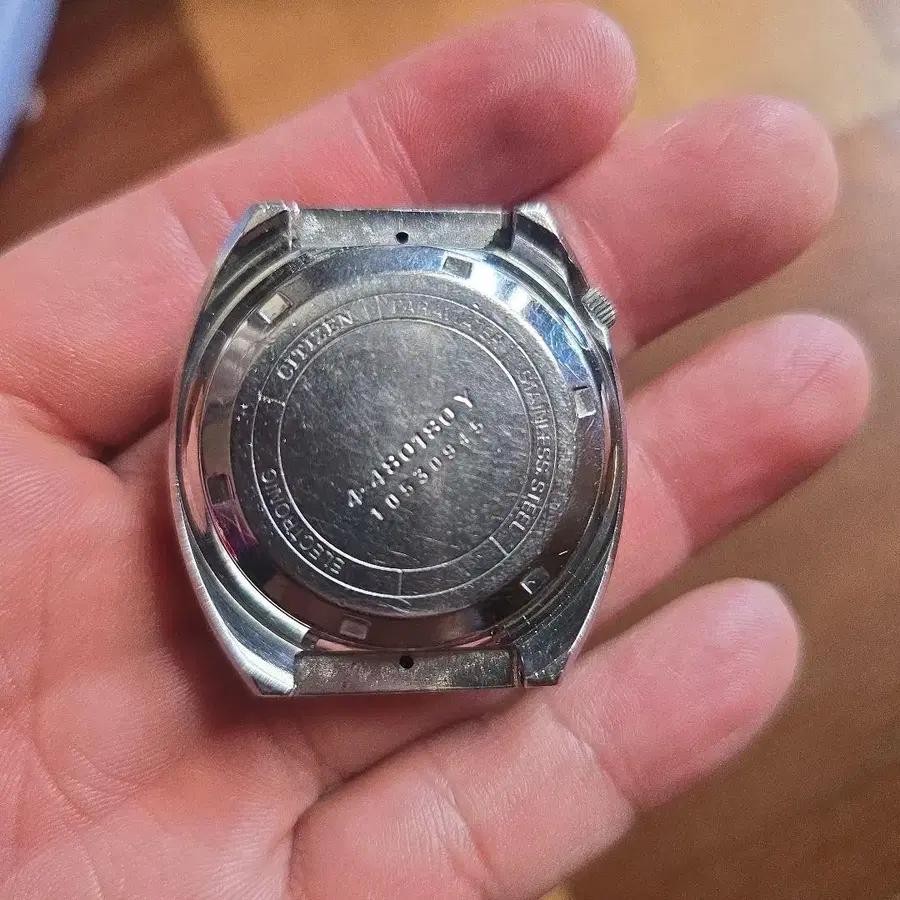 CITIZEN
PARAWATER
STAINLESS STEEL
ELECTRONIC
4-480180 Y
10530945